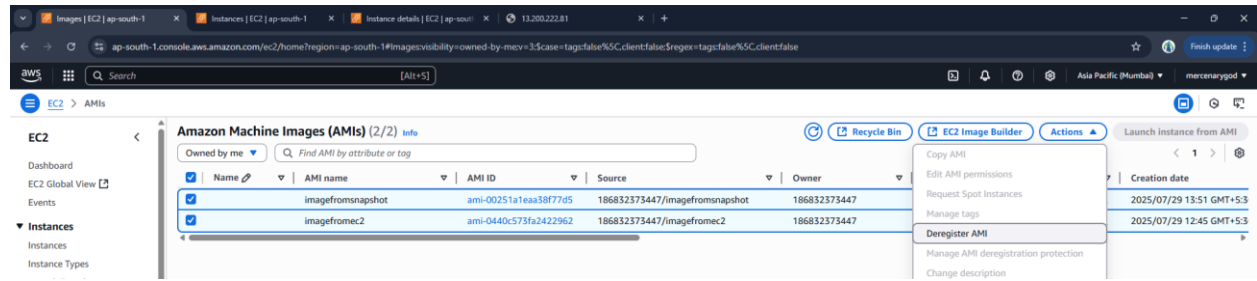 Images | EC2 | ap-south-1
Instances | EC2 | ap-south-1
Instance details | EC2 | ap-sout
13.200.222.81
ap-south-1.console.aws.amazon.com/ec2/home?region=ap-south-1#Images:visibility=owned-by-me;v=3;$case=tags:false%5C,client:false;$regex=tags:false%5C,client:false
Finish update
aws
Search
[Alt+S]
Asia Pacific (Mumbai)
mercenarygod
EC2 > AMIs
EC2
Dashboard
EC2 Global View
Events
Instances
Instances
Instance Types
Amazon Machine Images (AMIs) (2/2) Info
Recycle Bin
EC2 Image Builder
Actions
Launch instance from AMI
Owned by me
Find AMI by attribute or tag
1
Name AMI name AMI ID Source Owner Creation date
imagefromsnapshot ami-00251a1eaa38f77d5 186832373447/imagefromsnapshot 186832373447 2025/07/29 13:51 GMT+5:3
imagefromec2 ami-0440c573fa2422962 186832373447/imagefromec2 186832373447 2025/07/29 12:45 GMT+5:3
Copy AMI
Edit AMI permissions
Request Spot Instances
Manage tags
Deregister AMI
Manage AMI deregistration protection
Change description